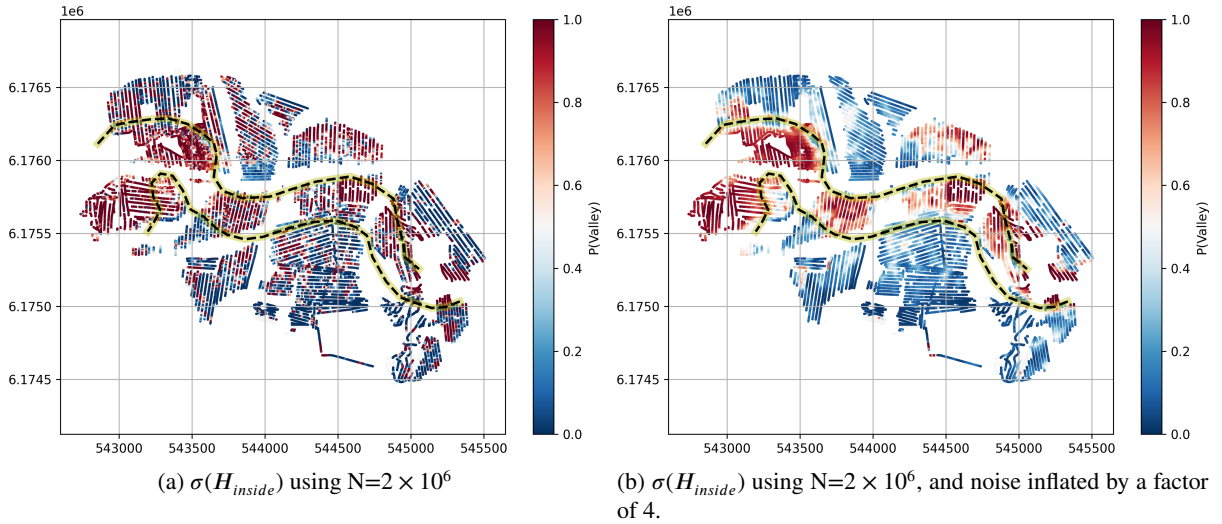 1e6
1e6
6.1765
6.1760
6.1755
6.1750
6.1745
543000 543500 544000 544500 545000 545500
1.0
0.8
0.6
0.4
0.2
0.0
P(Valley)
6.1765
6.1760
6.1755
6.1750
6.1745
543000 543500 544000 544500 545000 545500
1.0
0.8
0.6
0.4
0.2
0.0
P(Valley)
(a) σ(H_inside) using N=2 × 10^6
(b) σ(H_inside) using N=2 × 10^6, and noise inflated by a factor
of 4.